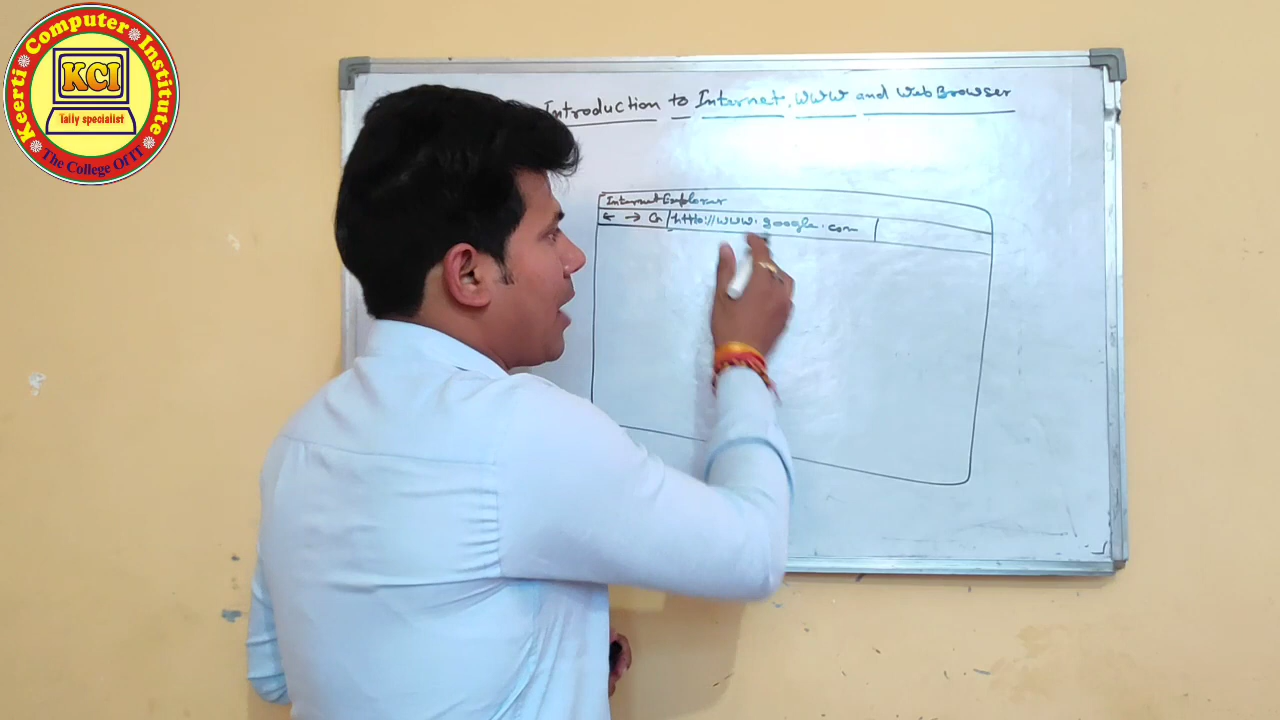 Keerti Computer Institute
KCI
Tally specialist
The College Of IT
Introduction to Internet, WWW and Web Browser
Internet Explorer
← → http://www.google.com